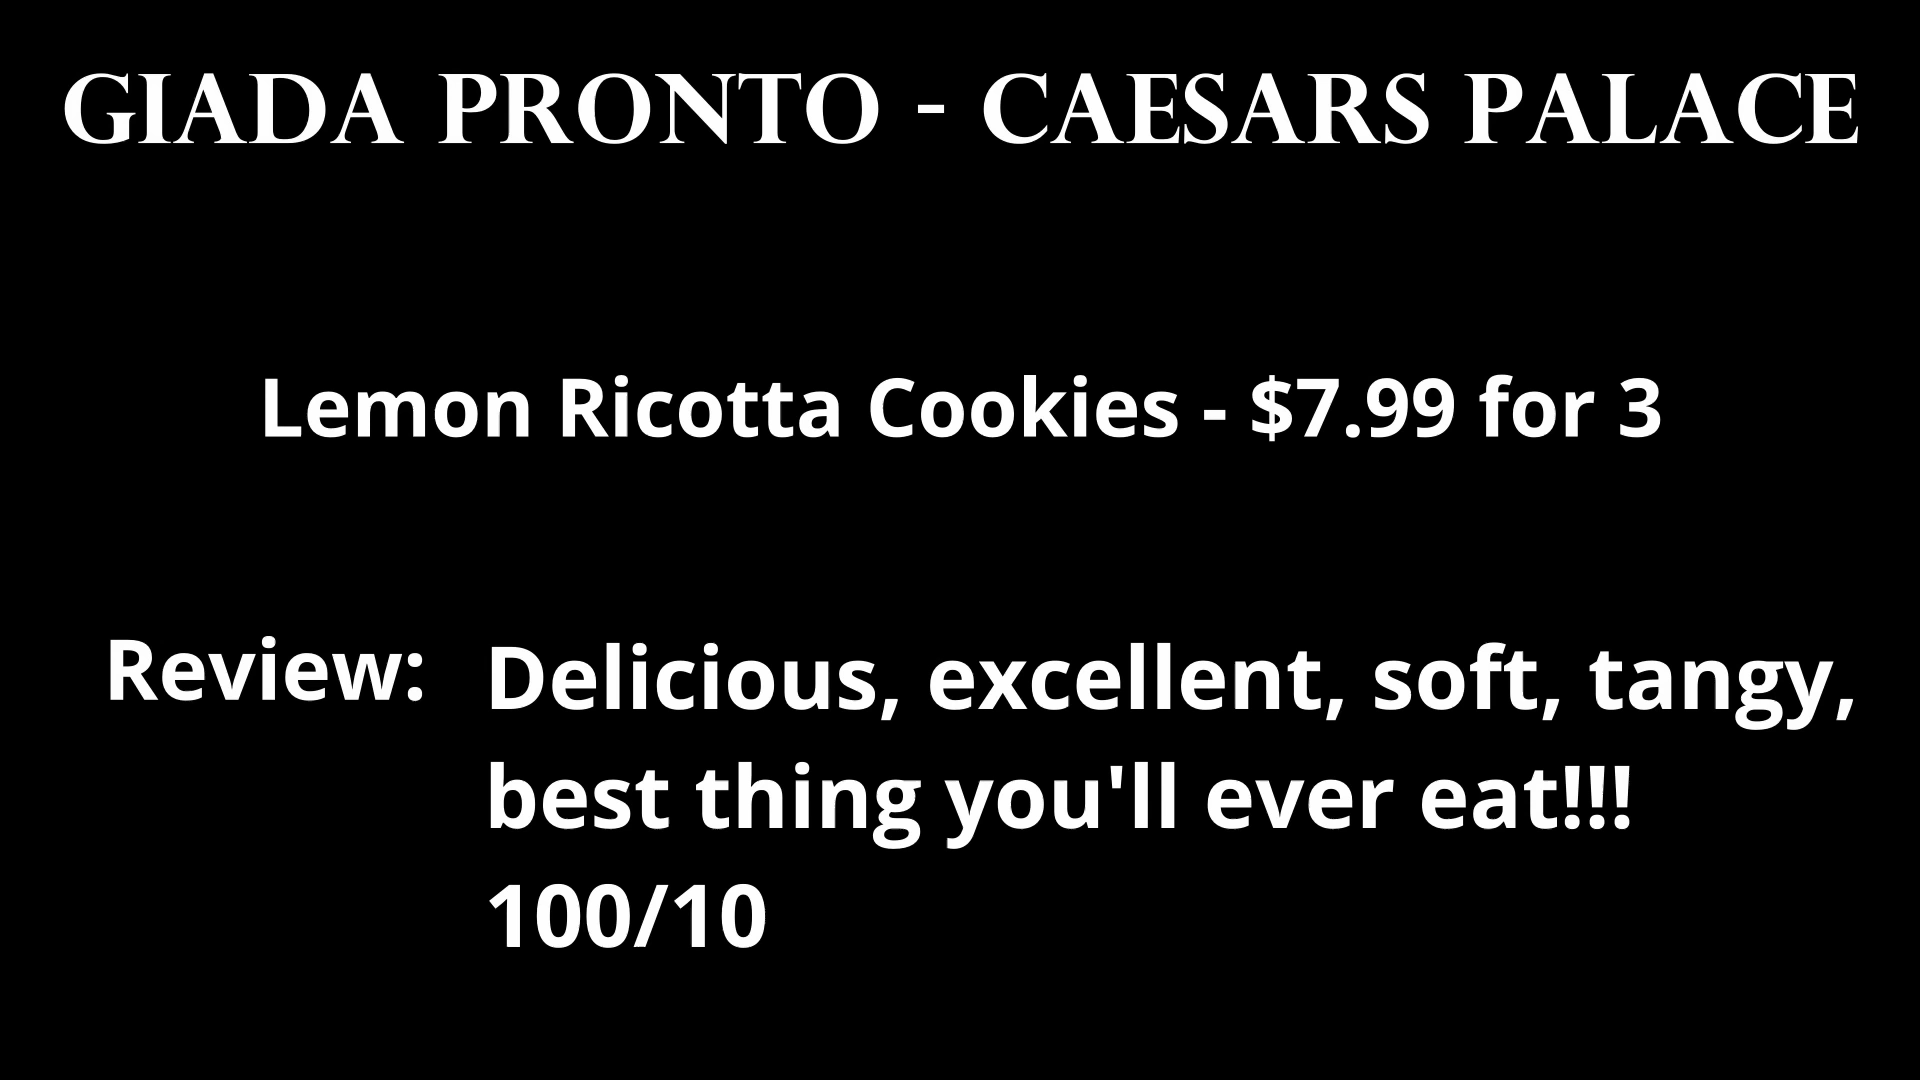 GIADA PRONTO - CAESARS PALACE
Lemon Ricotta Cookies - $7.99 for 3
Review: Delicious, excellent, soft, tangy,
best thing you'll ever eat!!!
100/10